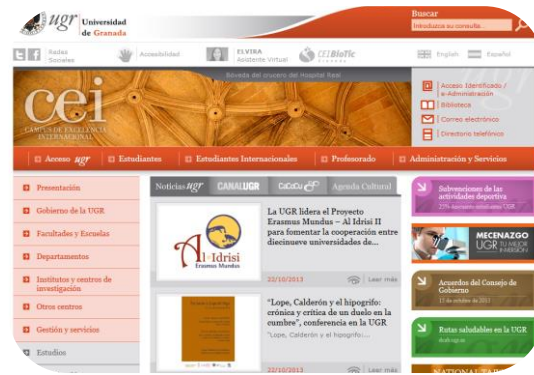 ugr
Universidad
de Granada
Buscar
Introduzca su consulta...
Redes
Sociales
Accesibilidad
ELVIRA
Asistente Virtual
CEIBioTic
English
Español
Bóveda del crucero del Hospital Real
cei
CAMPUS DE EXCELENCIA
INTERNACIONAL
Acceso Identificado /
e-Administración
Biblioteca
Correo electrónico
Directorio telefónico
Acceso ugr
Estudiantes
Estudiantes Internacionales
Profesorado
Administración y Servicios
Presentación
Gobierno de la UGR
Facultades y Escuelas
Departamentos
Institutos y centros de
investigación
Otros centros
Gestión y servicios
Estudios
Noticias ugr
CANALUGR
Agenda Cultural
Al-Idrisi
Erasmus Mundus
La UGR lidera el Proyecto
Erasmus Mundus – Al Idrisi II
para fomentar la cooperación entre
diecinueve universidades de...
22/10/2013
Leer más
"Lope, Calderón y el hipogrifo:
crónica y crítica de un duelo en la
cumbre", conferencia en la UGR
"Lope, Calderón y el hipogrifo:...
22/10/2013
Leer más
Subvenciones de las
actividades deportiva
MECENAZGO
UGR TU MEJOR
INVERSIÓN
Acuerdos del Consejo de
Gobierno
Rutas saludables en la UGR